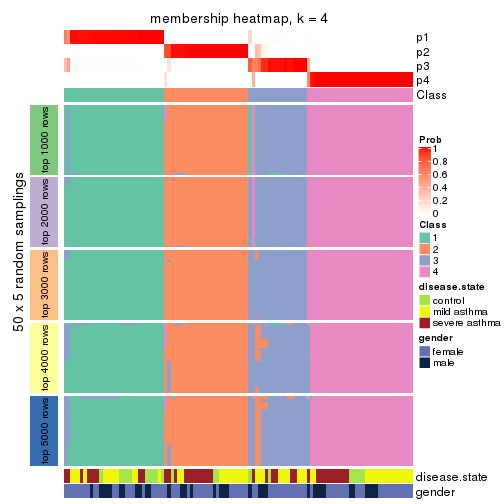 membership heatmap, k = 4
p1
p2
p3
p4
Class
50 x 5 random samplings
top 1000 rows
top 2000 rows
top 3000 rows
top 4000 rows
top 5000 rows
Prob
1
0.8
0.6
0.4
0.2
0
Class
1
2
3
4
disease.state
control
mild asthma
severe asthma
gender
female
male
disease.state
gender